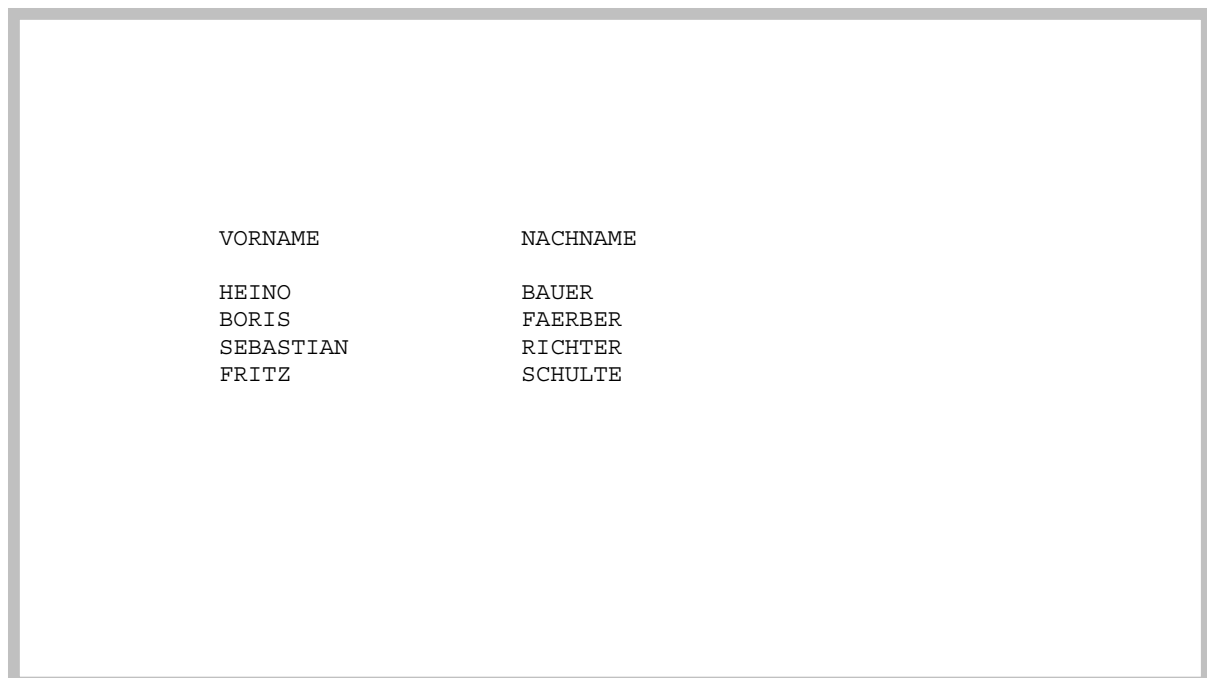 VORNAME NACHNAME
HEINO BAUER
BORIS FAERBER
SEBASTIAN RICHTER
FRITZ SCHULTE